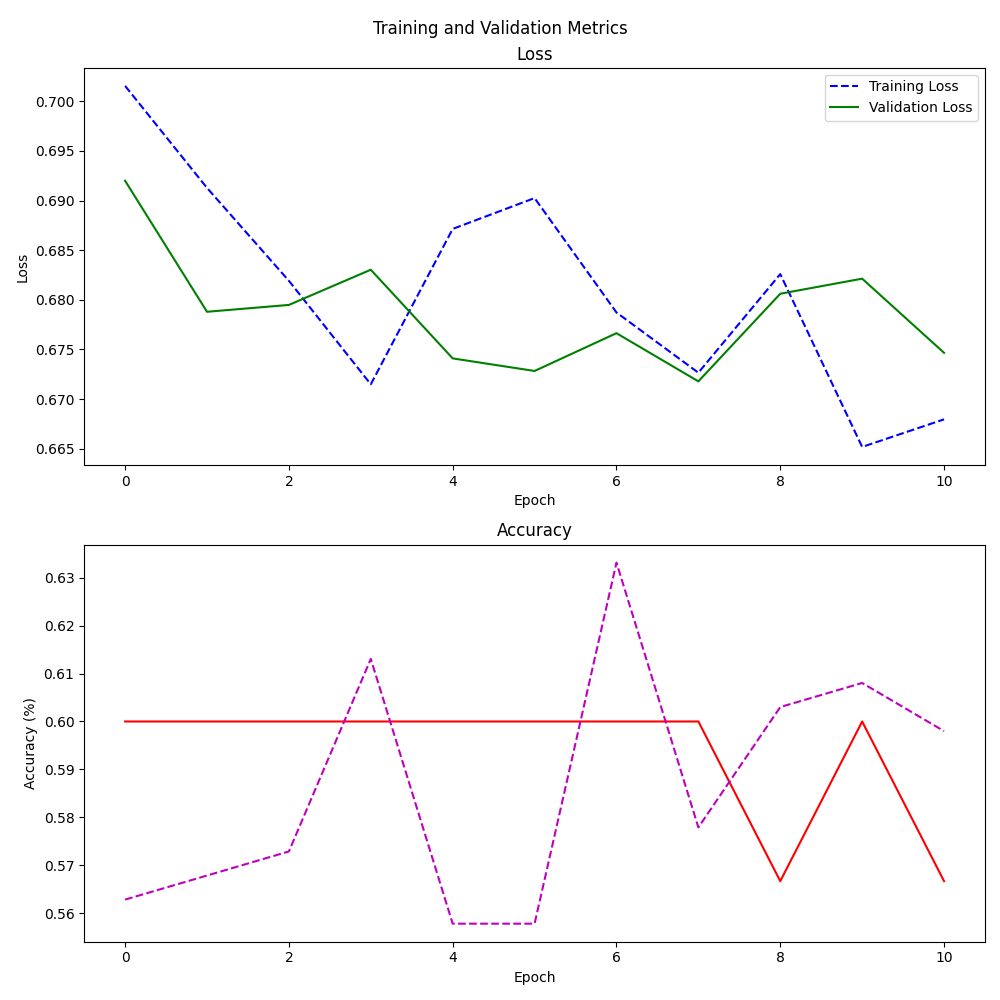 Training and Validation Metrics
Loss
Training Loss
Validation Loss
0.700
0.695
0.690
0.685
0.680
0.675
0.670
0.665
Loss
0 2 4 6 8 10
Epoch
Accuracy
0.63
0.62
0.61
0.60
0.59
0.58
0.57
0.56
Accuracy (%)
0 2 4 6 8 10
Epoch